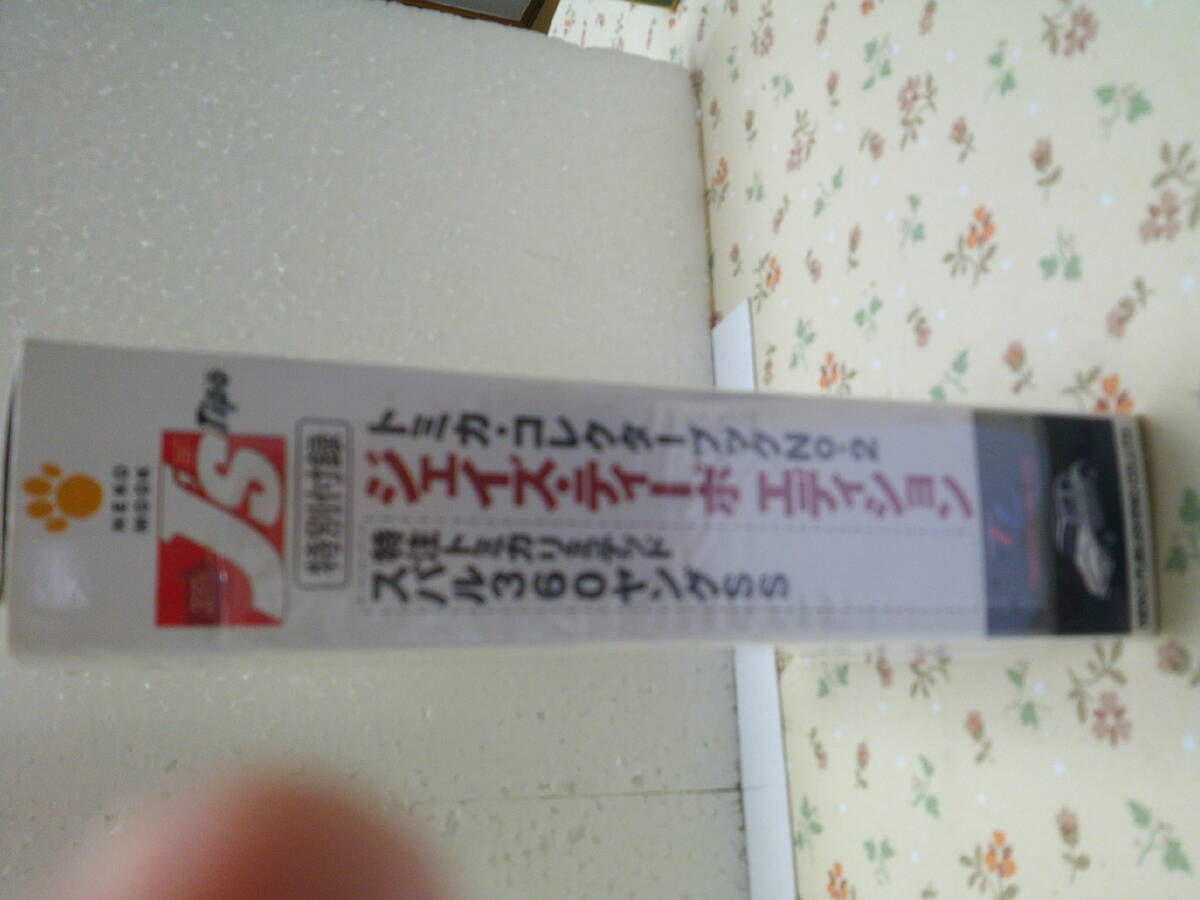 NEKO
MOOK
J's
Tipo
特別付録
トミカ・コレクターブックNO.2
ジェイズ・ティーポ エディション
特注トミカリミテッド
スバル360ヤングSS